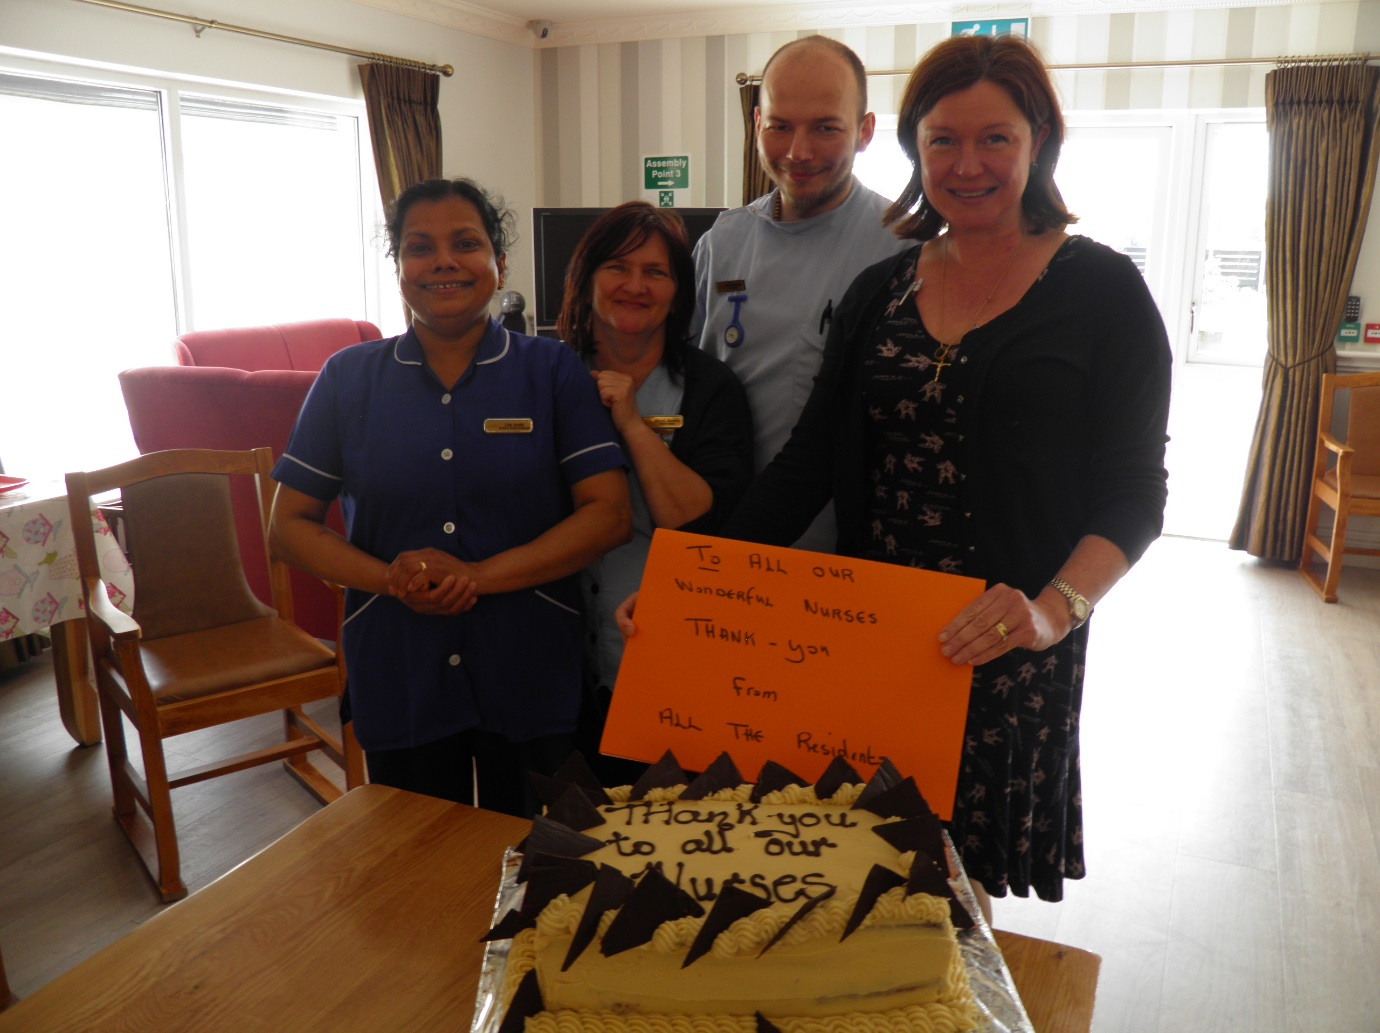 Assembly
Point 3
To ALL OUR
Wonderful NURSES
THANK - you
from
ALL THE Residents
THank-you
to all our
Nurses